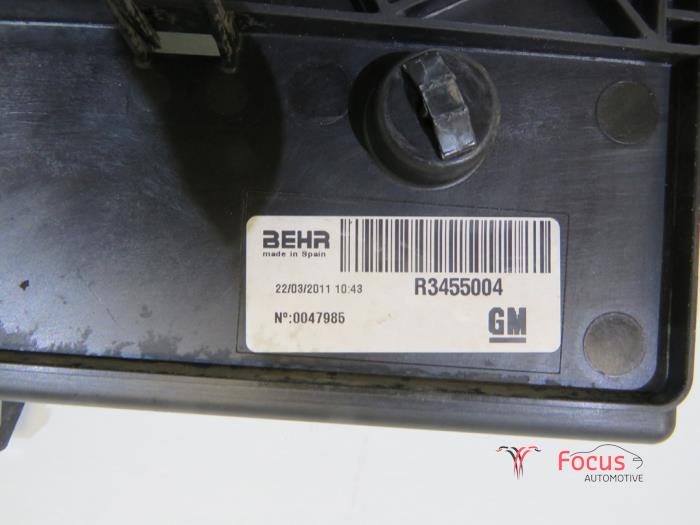 BEHR
made in Spain
22/03/2011 10:43
R3455004
Nº:0047985
GM
Focus
AUTOMOTIVE